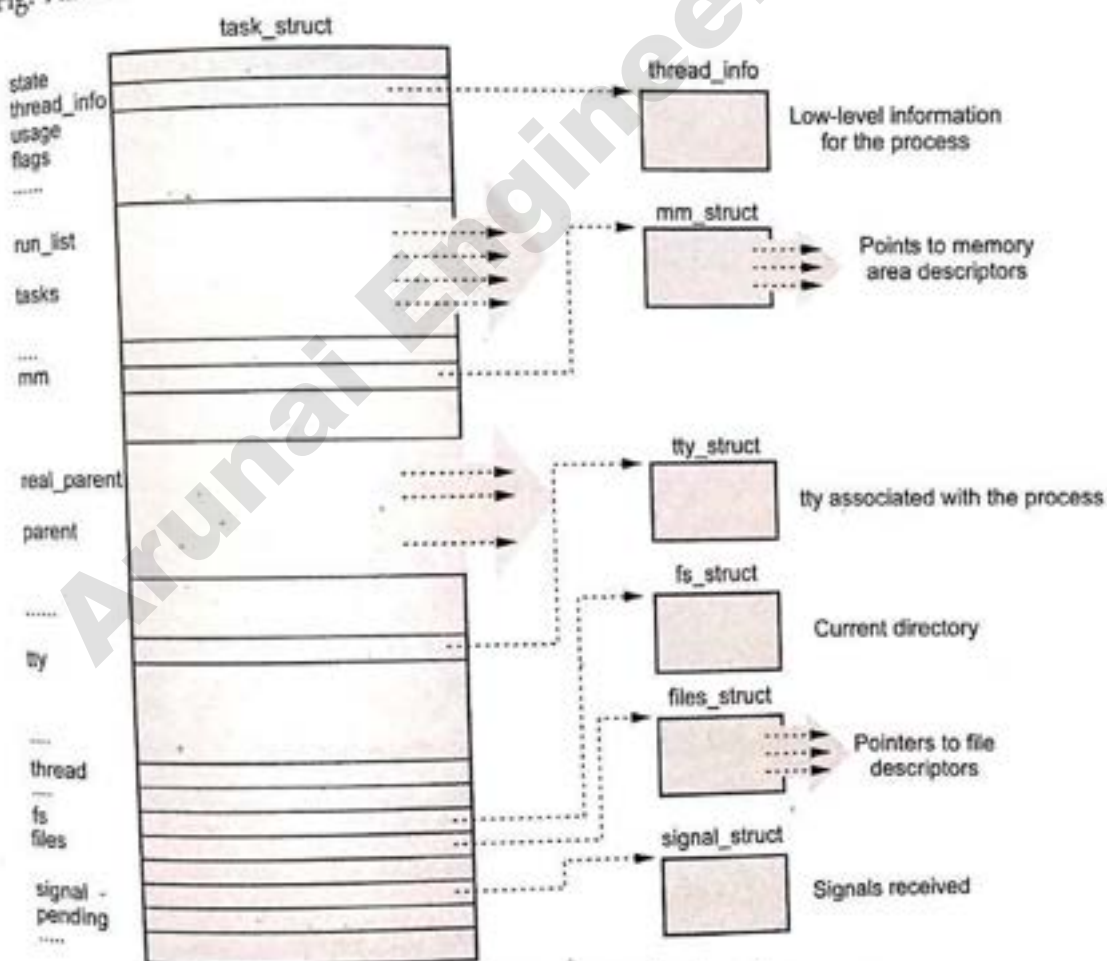 Fig.
task_struct
state
thread_info
usage
flags
......
run_list
tasks
....
mm
real_parent
parent
......
tty
....
thread
....
fs
files
signal -
pending
.....
thread_info
Low-level information
for the process
mm_struct
Points to memory
area descriptors
tty_struct
tty associated with the process
fs_struct
Current directory
files_struct
Pointers to file
descriptors
signal_struct
Signals received
Arunai Enginee